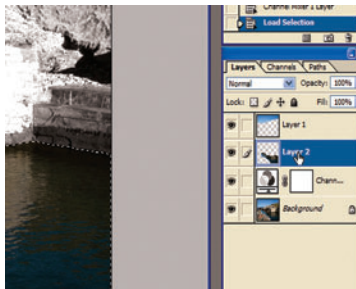 Channel Mixer 1 Layer
Load Selection
Layers Channels Paths
Normal Opacity: 100%
Lock: Fill: 100%
Layer 1
Layer 2
Chann...
Background